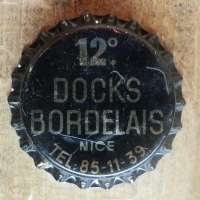 12°
DOCKS
BORDELAIS
NICE
TEL. 85-11-39